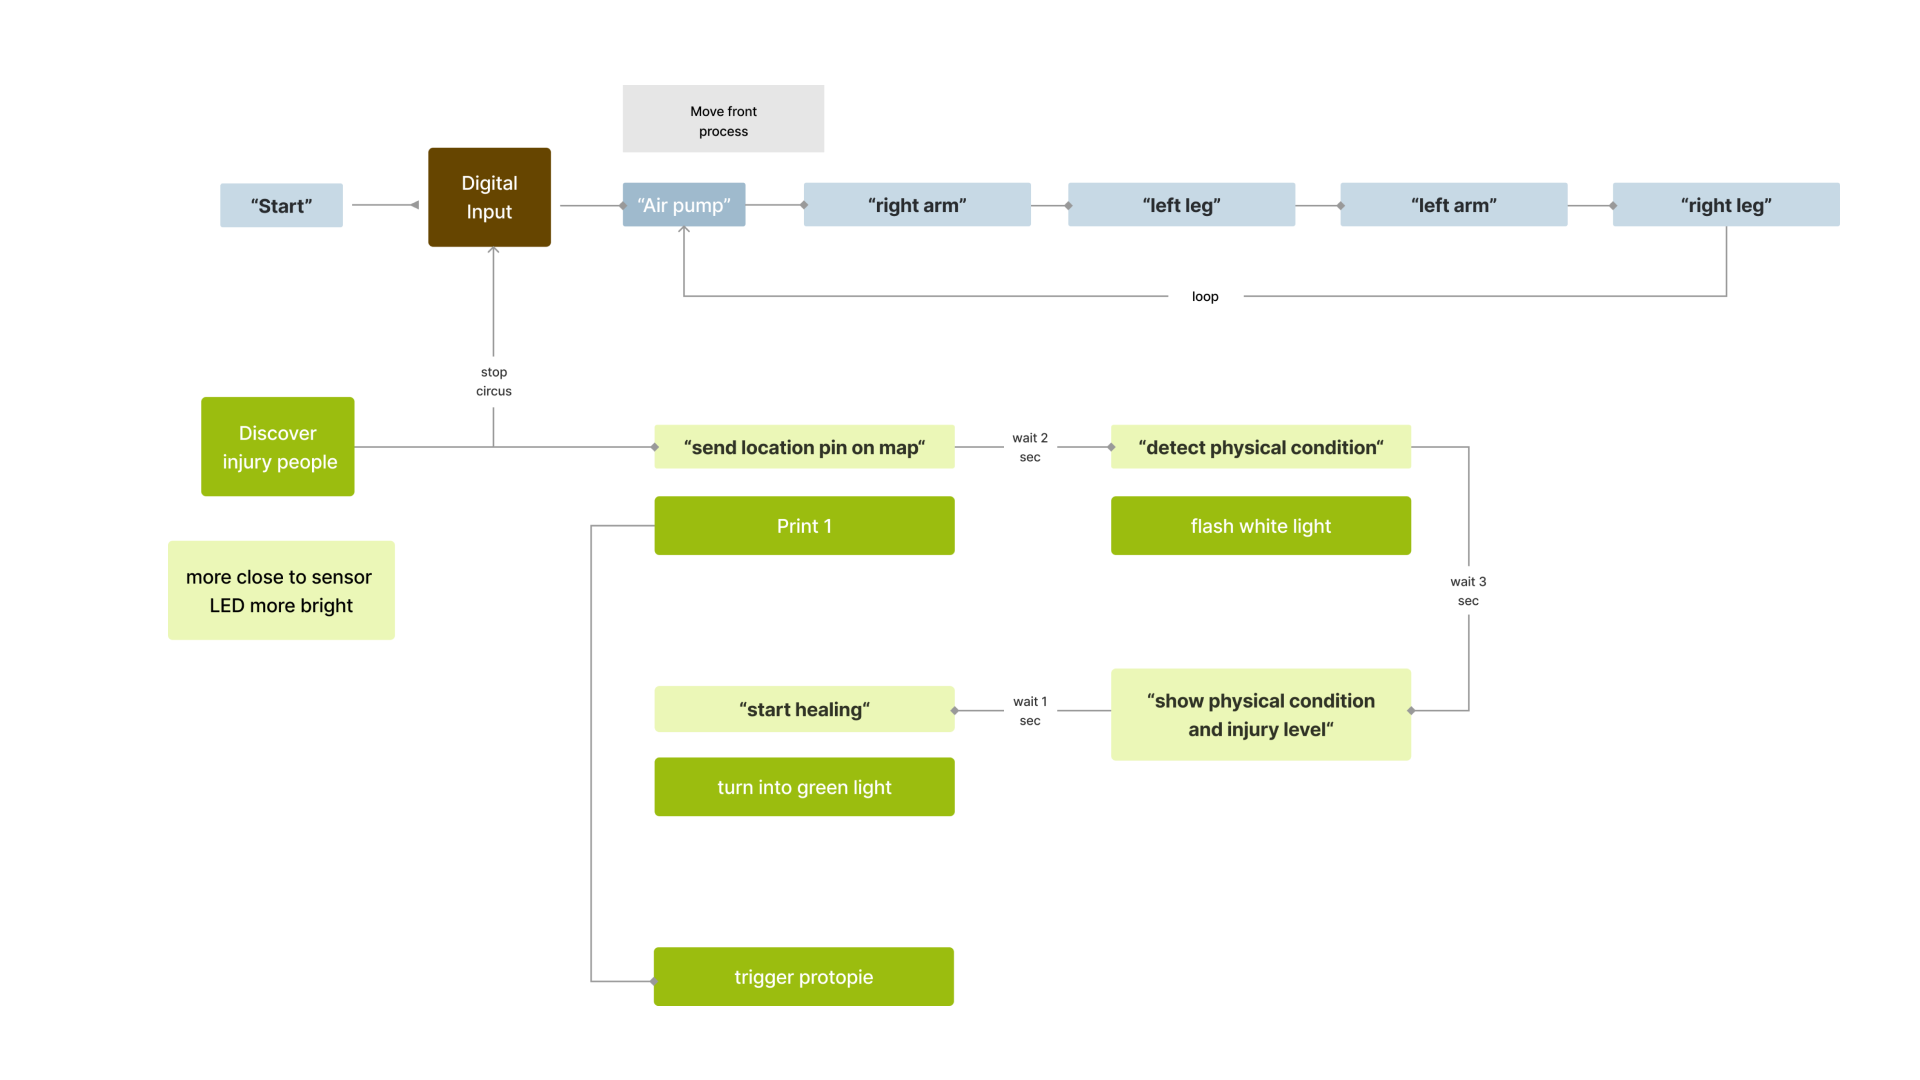 Move front
process
“Start”
Digital
Input
“Air pump”
“right arm”
“left leg”
“left arm”
“right leg”
loop
stop
circus
Discover
injury people
“send location pin on map“
wait 2
sec
“detect physical condition“
Print 1
flash white light
more close to sensor
LED more bright
wait 3
sec
“start healing“
wait 1
sec
“show physical condition
and injury level“
turn into green light
trigger protopie